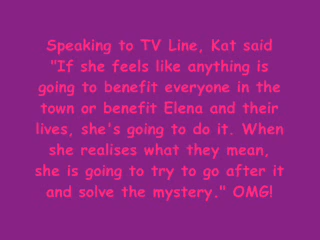 Speaking to TV Line, Kat said
"If she feels like anything is
going to benefit everyone in the
town or benefit Elena and their
lives, she's going to do it. When
she realises what they mean,
she is going to try to go after it
and solve the mystery." OMG!